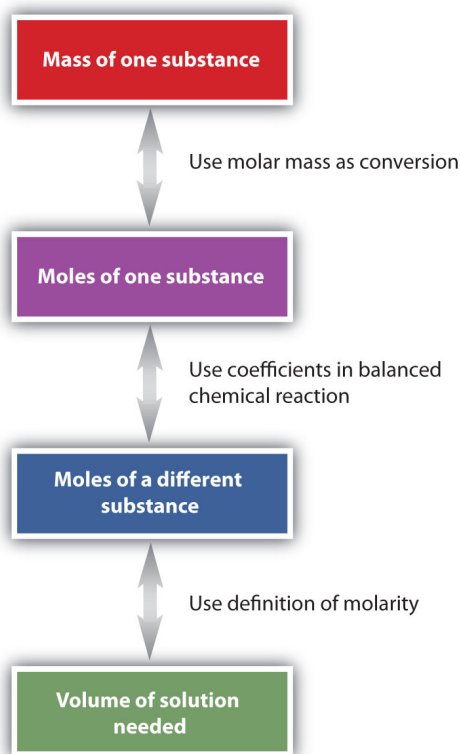 Mass of one substance
Use molar mass as conversion
Moles of one substance
Use coefficients in balanced
chemical reaction
Moles of a different
substance
Use definition of molarity
Volume of solution
needed